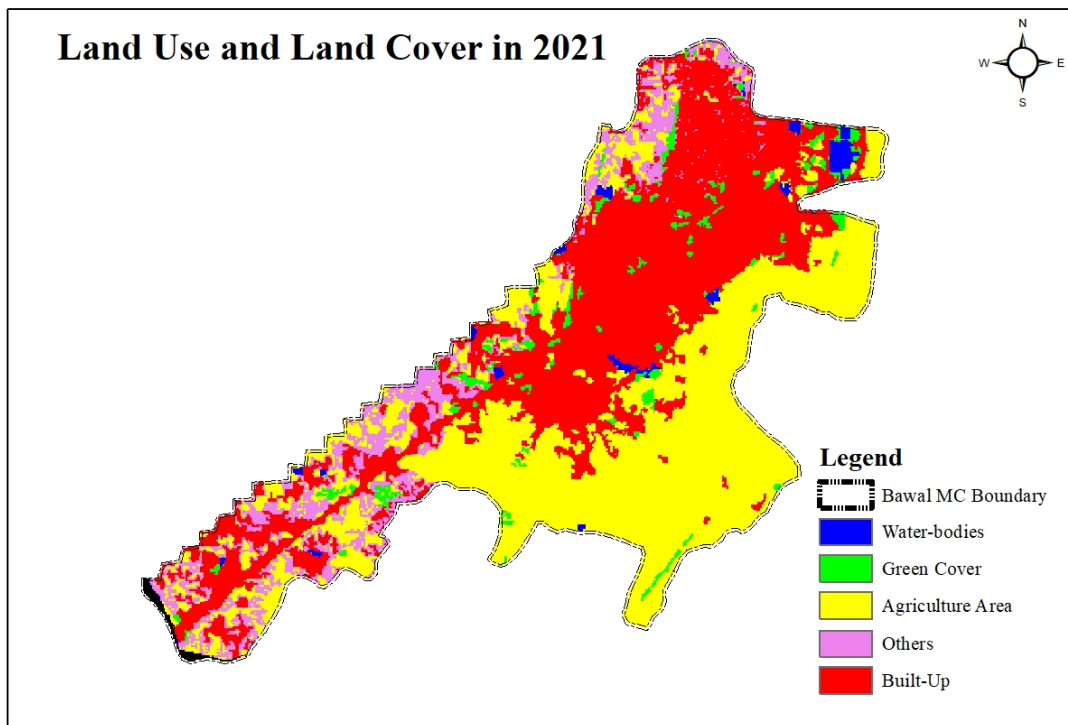 Land Use and Land Cover in 2021
N
W E
S
Legend
Bawal MC Boundary
Water-bodies
Green Cover
Agriculture Area
Others
Built-Up